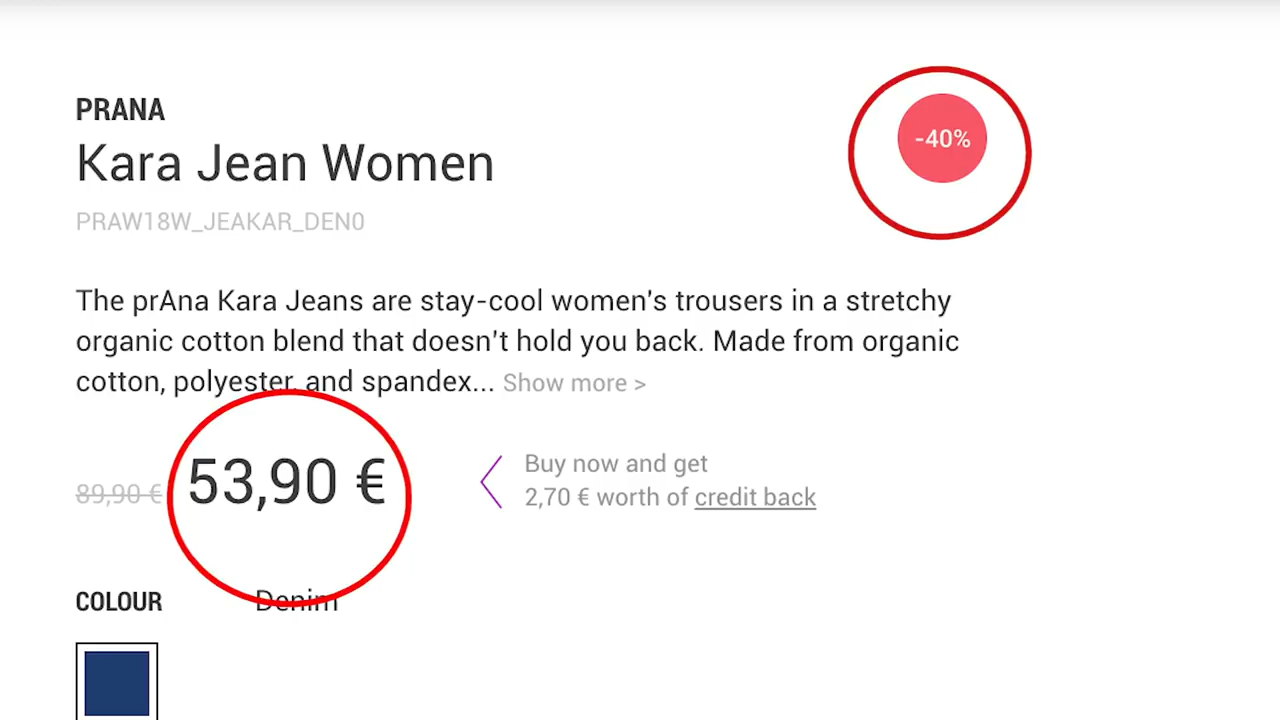 PRANA
-40%
Kara Jean Women
PRAW18W_JEAKAR_DEN0
The prAna Kara Jeans are stay-cool women's trousers in a stretchy
organic cotton blend that doesn't hold you back. Made from organic
cotton, polyester, and spandex... Show more >
89,90 € 53,90 €
Buy now and get
2,70 € worth of credit back
COLOUR Denim